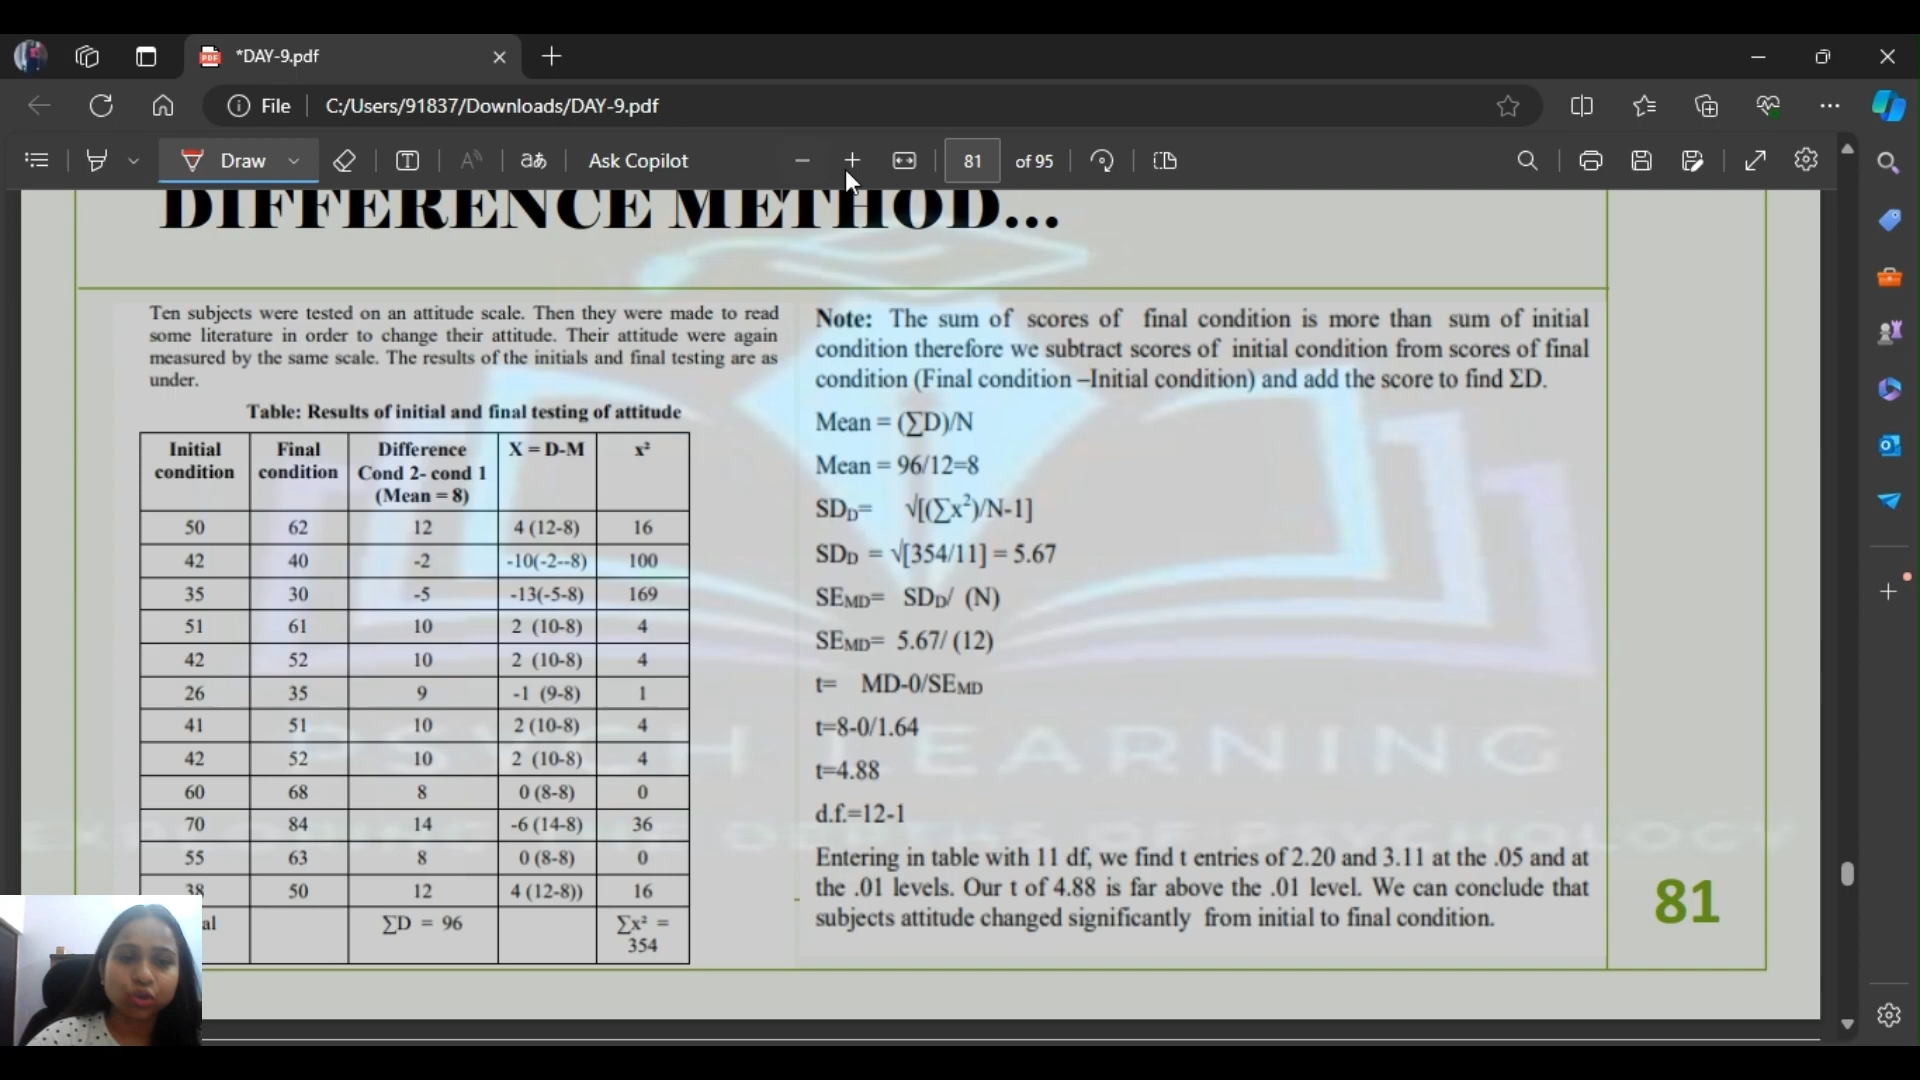 *DAY-9.pdf
File
C:/Users/91837/Downloads/DAY-9.pdf
Draw
aあ
Ask Copilot
81
of 95
DIFFERENCE METHOD...
Ten subjects were tested on an attitude scale. Then they were made to read
some literature in order to change their attitude. Their attitude were again
measured by the same scale. The results of the initials and final testing are as
under.
Table: Results of initial and final testing of attitude
Initial condition Final condition Difference Cond 2- cond 1 (Mean = 8) X = D-M x²
50 62 12 4 (12-8) 16
42 40 -2 -10(-2--8) 100
35 30 -5 -13(-5-8) 169
51 61 10 2 (10-8) 4
42 52 10 2 (10-8) 4
26 35 9 -1 (9-8) 1
41 51 10 2 (10-8) 4
42 52 10 2 (10-8) 4
60 68 8 0 (8-8) 0
70 84 14 -6 (14-8) 36
55 63 8 0 (8-8) 0
38 50 12 4 (12-8)) 16
al ∑D = 96 ∑x² = 354
Note: The sum of scores of final condition is more than sum of initial
condition therefore we subtract scores of initial condition from scores of final
condition (Final condition –Initial condition) and add the score to find ΣD.
Mean = (∑D)/N
Mean = 96/12=8
SDD= √[(∑x²)/N-1]
SDD = √[354/11] = 5.67
SEMD= SDD/ (N)
SEMD= 5.67/ (12)
t= MD-0/SEMD
t=8-0/1.64
t=4.88
d.f.=12-1
Entering in table with 11 df, we find t entries of 2.20 and 3.11 at the .05 and at
the .01 levels. Our t of 4.88 is far above the .01 level. We can conclude that
subjects attitude changed significantly from initial to final condition.
81
PSYCH LEARNING
EXPLORING THE DEPTHS OF PSYCHOLOGY